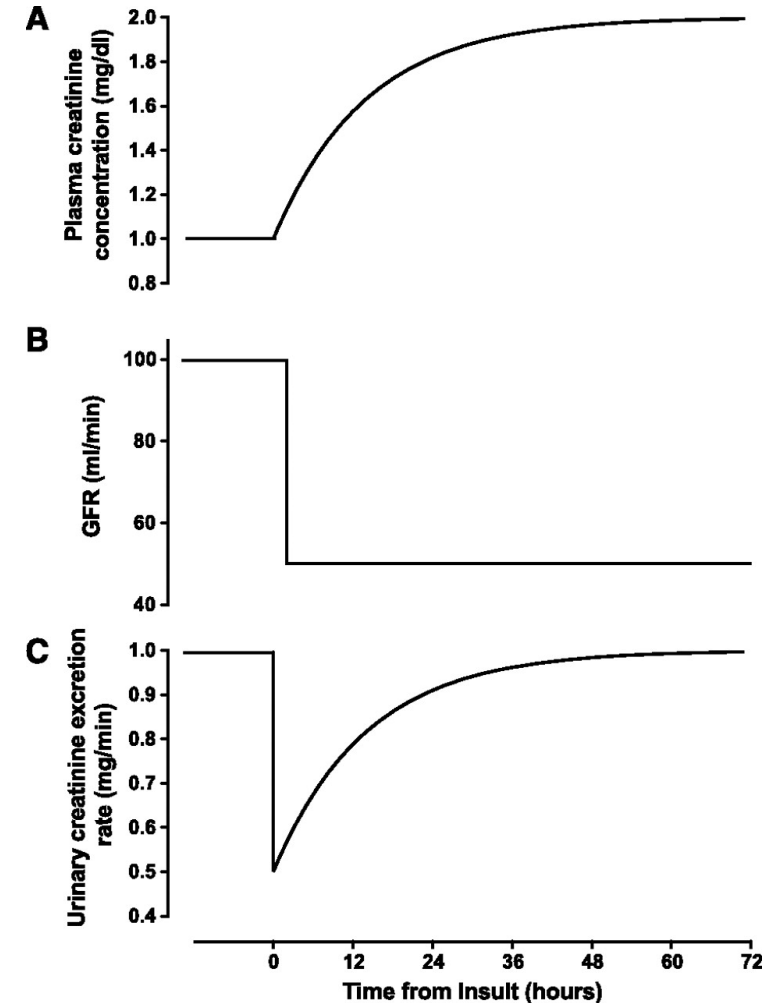 A
Plasma creatinine
concentration (mg/dl)
2.0
1.8
1.6
1.4
1.2
1.0
0.8
B
GFR (ml/min)
100
80
60
40
C
Urinary creatinine excretion
rate (mg/min)
1.0
0.9
0.8
0.7
0.6
0.5
0.4
0 12 24 36 48 60 72
Time from Insult (hours)